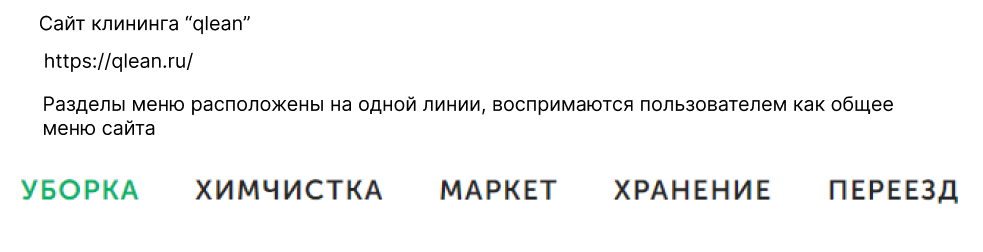 Сайт клининга “qlean”
https://qlean.ru/
Разделы меню расположены на одной линии, воспримаются пользователем как общее
меню сайта
УБОРКА ХИМЧИСТКА МАРКЕТ ХРАНЕНИЕ ПЕРЕЕЗД